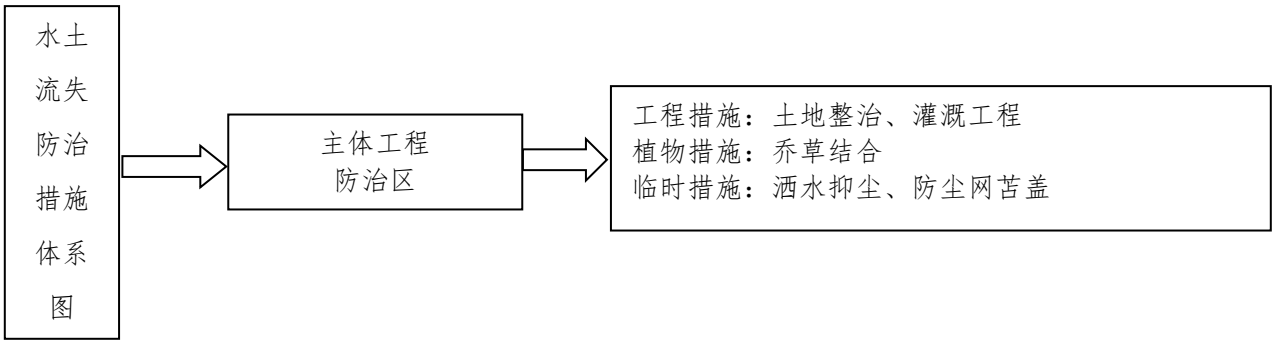 水土
流失
防治
措施
体系
图
主体工程
防治区
工程措施：土地整治、灌溉工程
植物措施：乔草结合
临时措施：洒水抑尘、防尘网苫盖